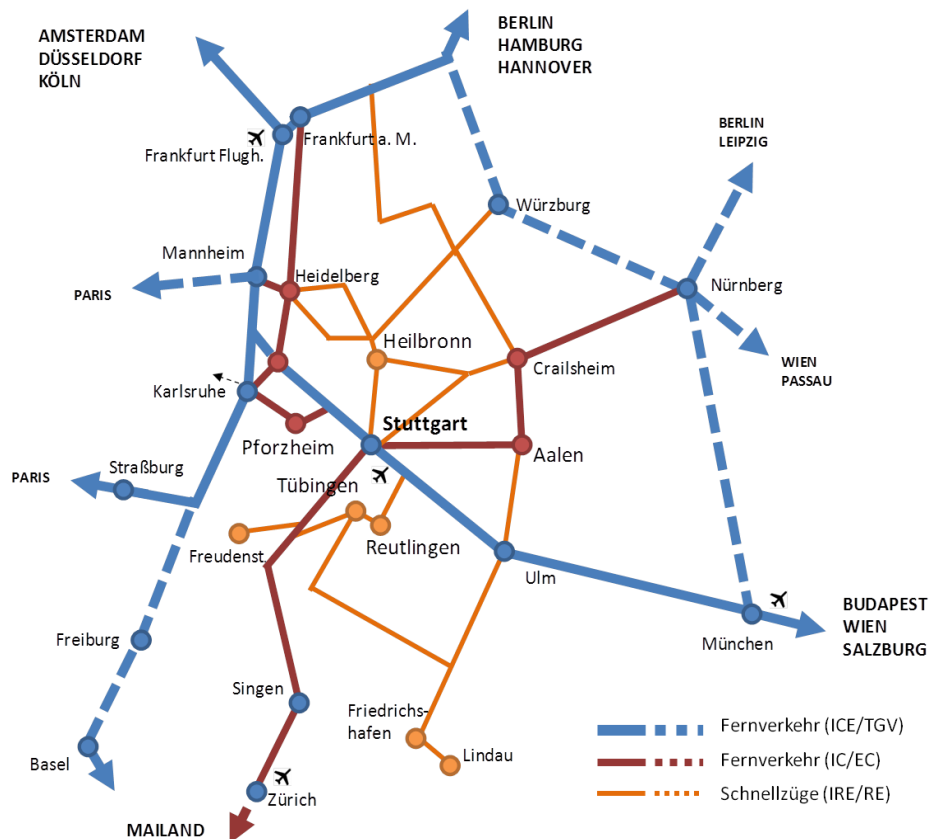 AMSTERDAM
DÜSSELDORF
KÖLN
BERLIN
HAMBURG
HANNOVER
BERLIN
LEIPZIG
Frankfurt a. M.
Frankfurt Flugh.
Würzburg
Mannheim
Heidelberg
PARIS
Nürnberg
Heilbronn
Crailsheim
WIEN
PASSAU
Karlsruhe
Stuttgart
Pforzheim
Aalen
Straßburg
PARIS
Tübingen
Reutlingen
Freudenst.
Ulm
BUDAPEST
WIEN
SALZBURG
München
Freiburg
Singen
Friedrichs-
hafen
Lindau
Basel
Zürich
MAILAND
Fernverkehr (ICE/TGV)
Fernverkehr (IC/EC)
Schnellzüge (IRE/RE)